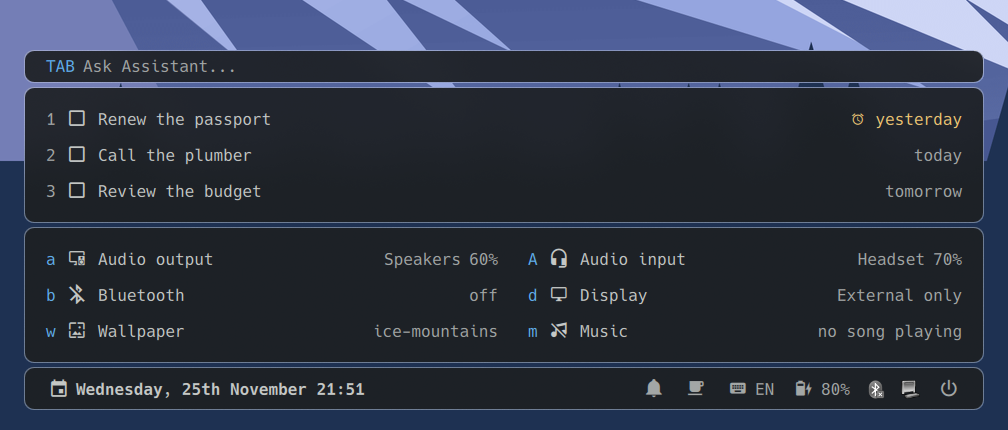 TAB Ask Assistant...
1 Renew the passport yesterday
2 Call the plumber today
3 Review the budget tomorrow
a Audio output Speakers 60% A Audio input Headset 70%
b Bluetooth off d Display External only
w Wallpaper ice-mountains m Music no song playing
Wednesday, 25th November 21:51 EN 80%